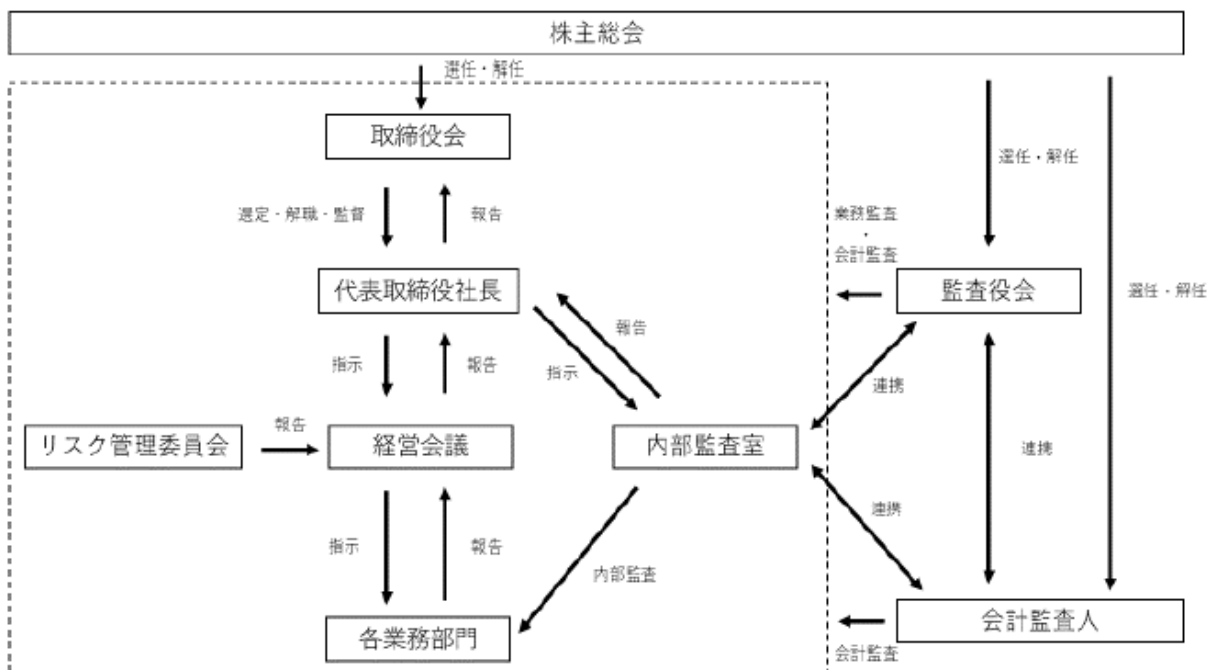 株主総会
選任・解任
取締役会
選任・解任
選定・解職・監督
報告
業務監査
・
会計監査
代表取締役社長
監査役会
選任・解任
報告
指示
報告
指示
連携
報告
リスク管理委員会
経営会議
内部監査室
連携
連携
指示
報告
内部監査
会計監査人
各業務部門
会計監査